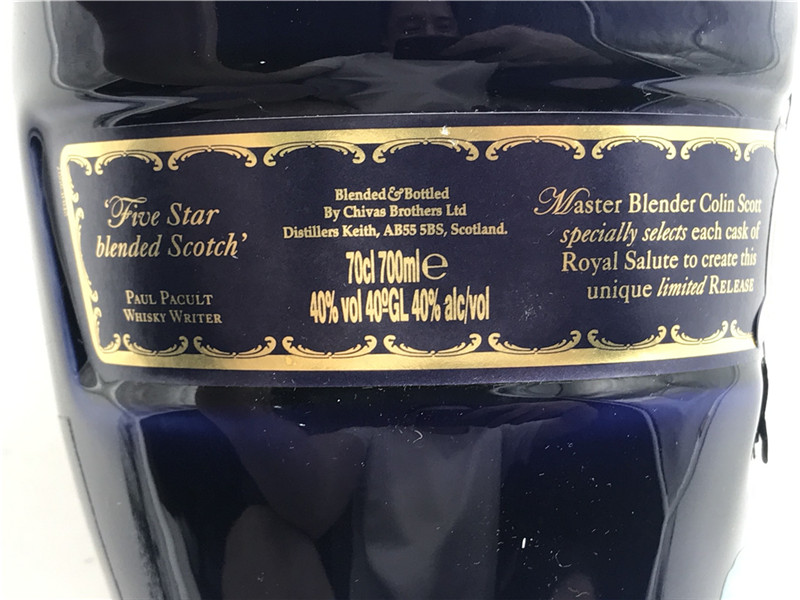 'Five Star
blended Scotch'
PAUL PACULT
WHISKY WRITER
Blended & Bottled
By Chivas Brothers Ltd
Distillers Keith, AB55 5BS, Scotland.
70cl 700ml e
40% vol 40ºGL 40% alc/vol
Master Blender Colin Scott
specially selects each cask of
Royal Salute to create this
unique limited RELEASE